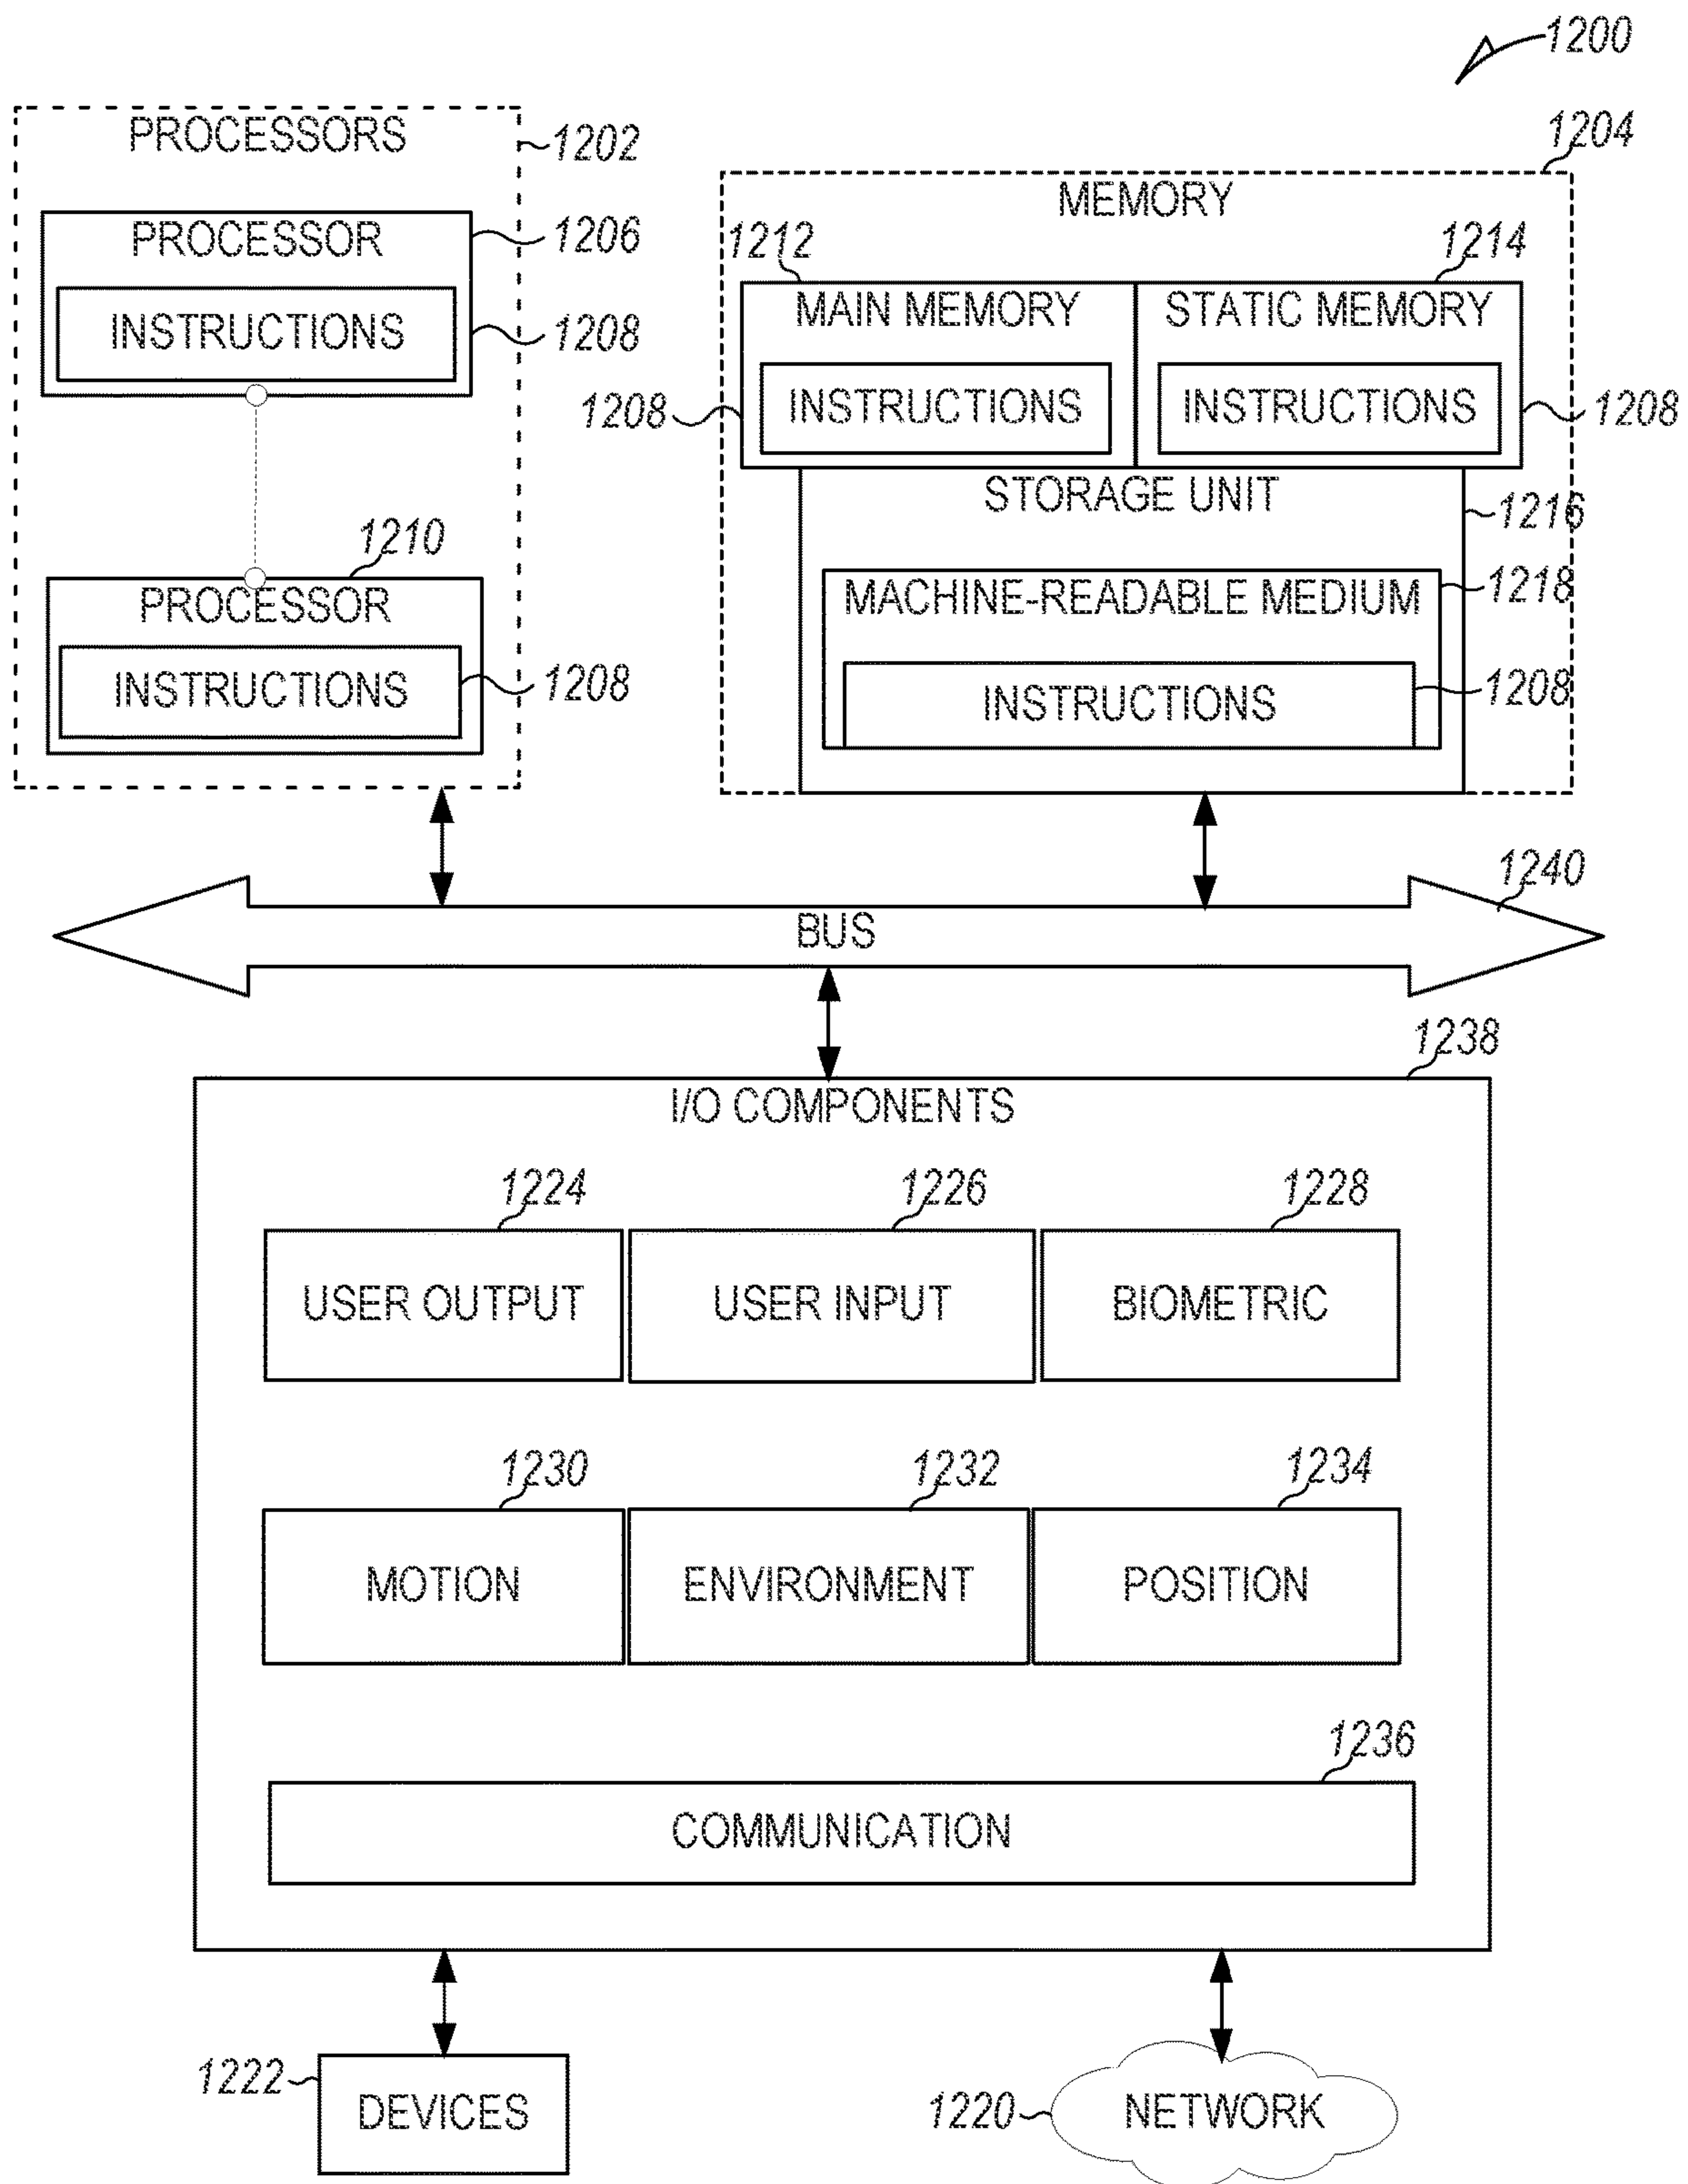 1200
PROCESSORS
1202
1204
MEMORY
PROCESSOR
1206
1212
1214
INSTRUCTIONS
1208
MAIN MEMORY
STATIC MEMORY
1208
INSTRUCTIONS
INSTRUCTIONS
1208
STORAGE UNIT
1216
1210
PROCESSOR
MACHINE-READABLE MEDIUM
1218
INSTRUCTIONS
1208
INSTRUCTIONS
1208
1240
BUS
1238
I/O COMPONENTS
1224
1226
1228
USER OUTPUT
USER INPUT
BIOMETRIC
1230
1232
1234
MOTION
ENVIRONMENT
POSITION
1236
COMMUNICATION
1222
DEVICES
1220
NETWORK